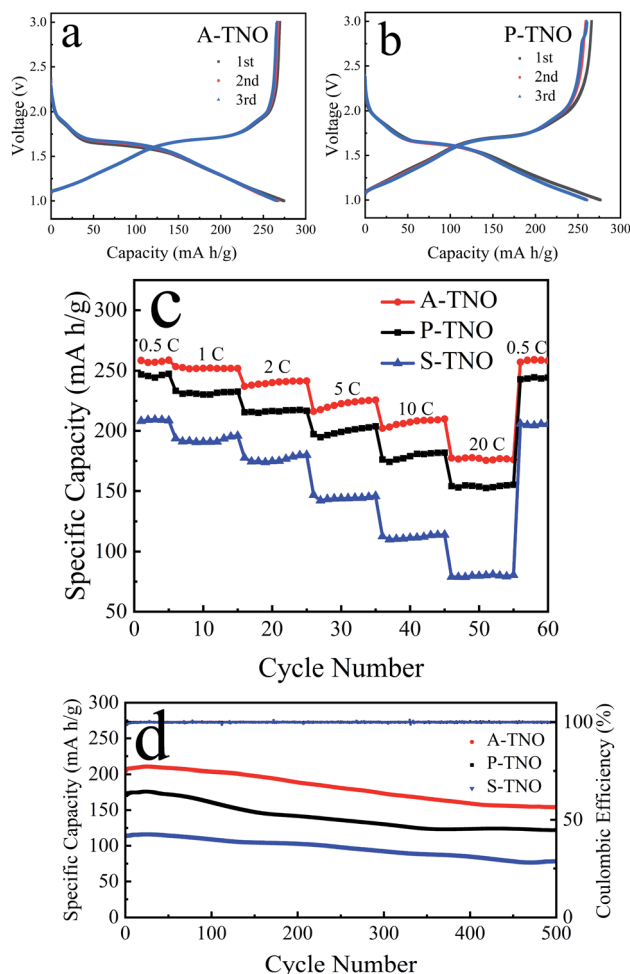 a
A-TNO
1st
2nd
3rd
Voltage (v)
3.0
2.5
2.0
1.5
1.0
0 50 100 150 200 250 300
Capacity (mA h/g)
b
P-TNO
1st
2nd
3rd
Voltage (V)
3.0
2.5
2.0
1.5
1.0
0 50 100 150 200 250 300
Capacity (mA h/g)
c
A-TNO
P-TNO
S-TNO
0.5 C
1 C
2 C
5 C
10 C
20 C
0.5 C
Specific Capacity (mA h/g)
300
250
200
150
100
50
0 10 20 30 40 50 60
Cycle Number
d
A-TNO
P-TNO
S-TNO
Specific Capacity (mA h/g)
300
250
200
150
100
50
0
Coulombic Efficiency (%)
100
50
0
0 100 200 300 400 500
Cycle Number